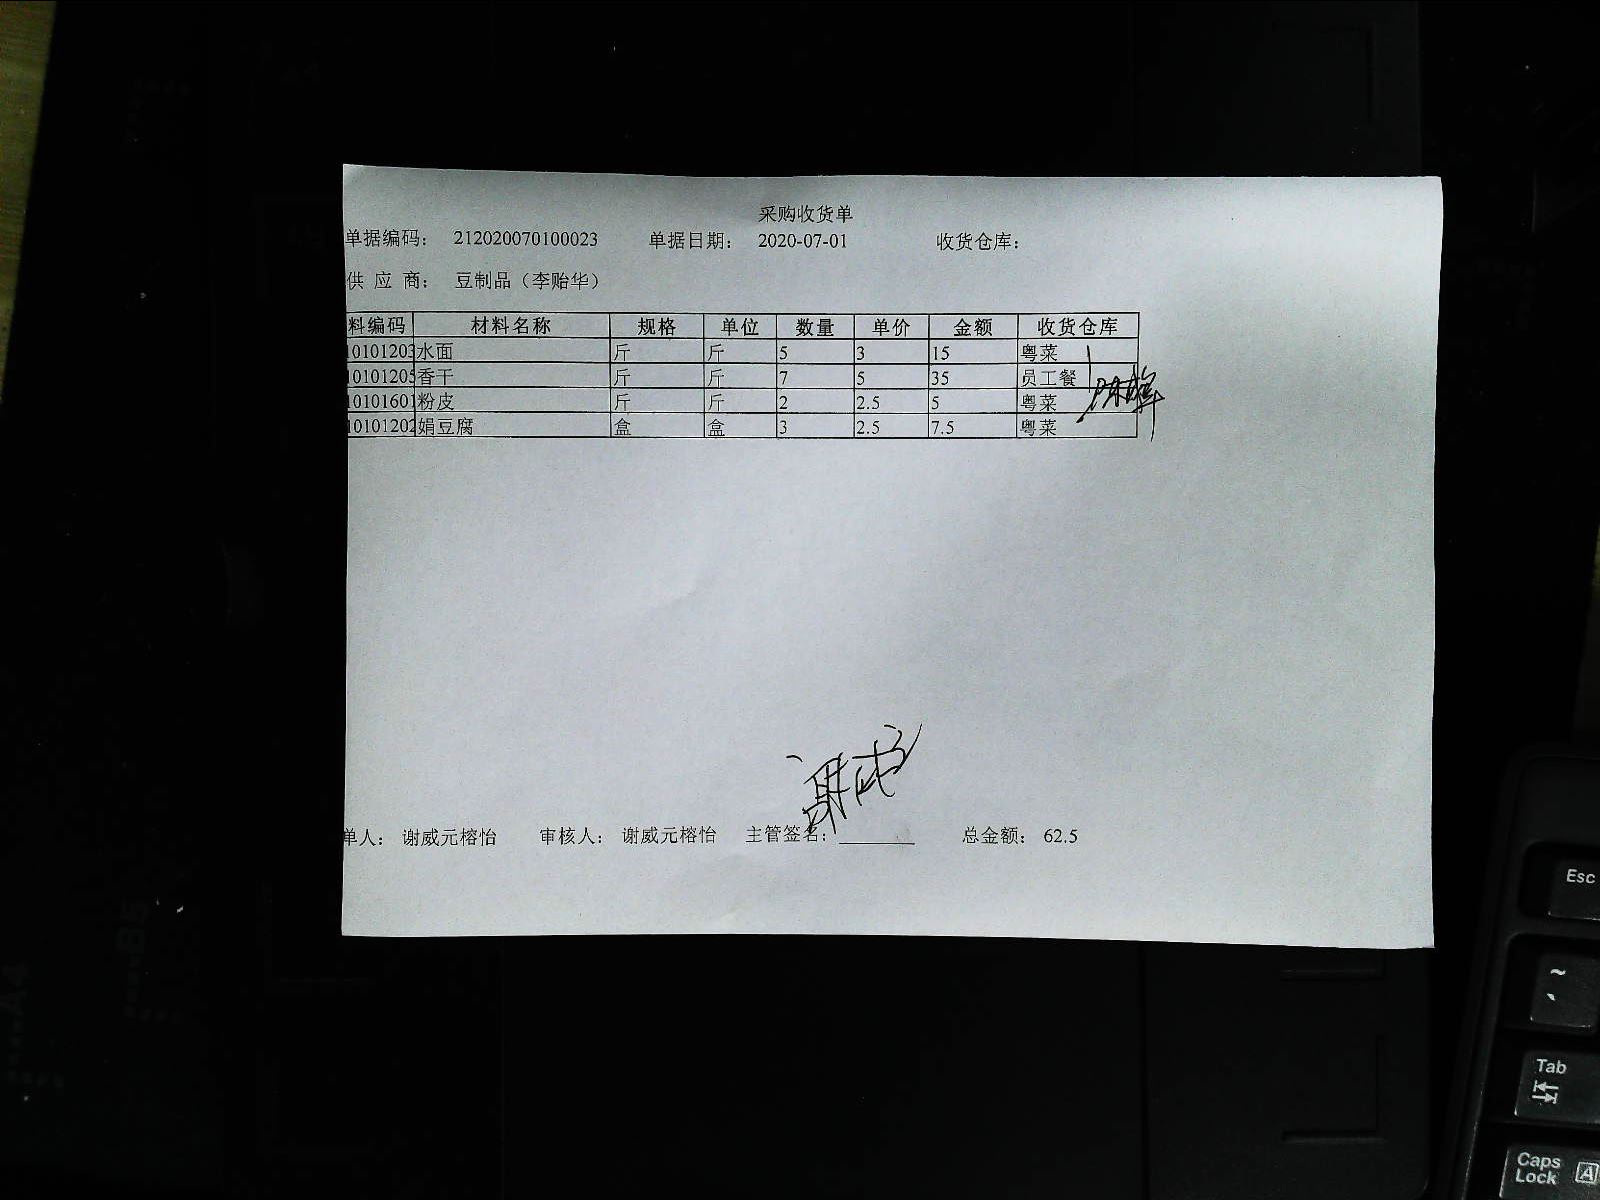 采购收货单
单据编码: 212020070100023 单据日期: 2020-07-01 收货仓库:
供 应 商: 豆制品（李贻华）
料编码 材料名称 规格 单位 数量 单价 金额 收货仓库
10101203 水面 斤 斤 5 3 15 粤菜
10101205 香干 斤 斤 7 5 35 员工餐
10101601 粉皮 斤 斤 2 2.5 5 粤菜
10101202 娟豆腐 盒 盒 3 2.5 7.5 粤菜
单人: 谢威元榕怡 审核人: 谢威元榕怡 主管签名: 总金额: 62.5
Esc
~
Tab
Caps Lock A